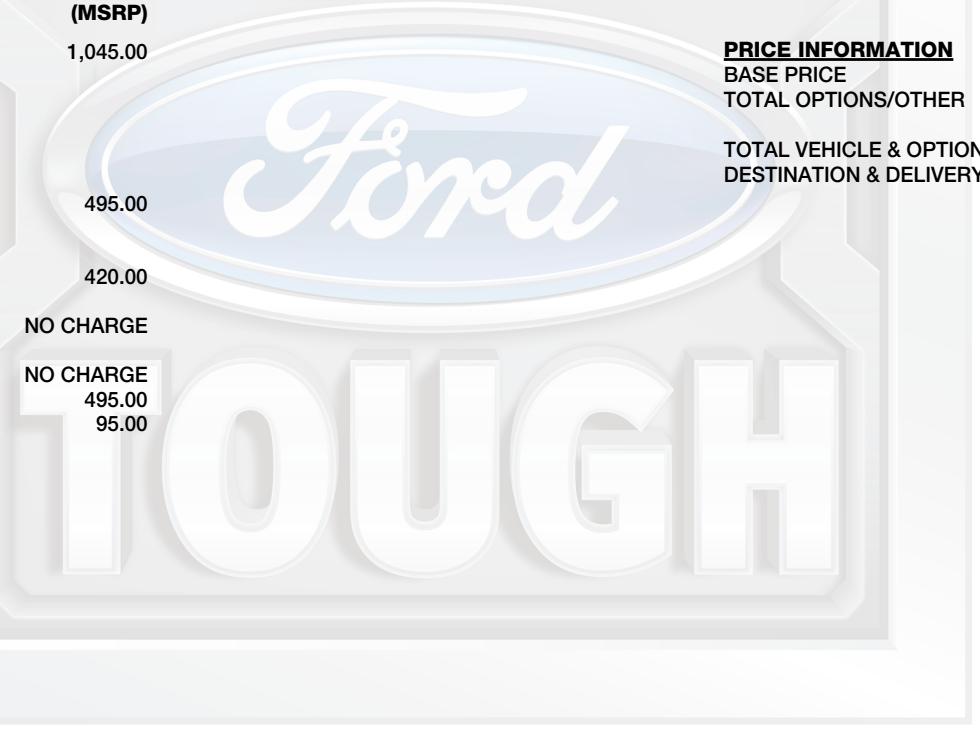 (MSRP)
1,045.00
495.00
420.00
NO CHARGE
NO CHARGE
495.00
95.00
PRICE INFORMATION
BASE PRICE
TOTAL OPTIONS/OTHER
TOTAL VEHICLE & OPTION
DESTINATION & DELIVERY
Ford
TOUGH